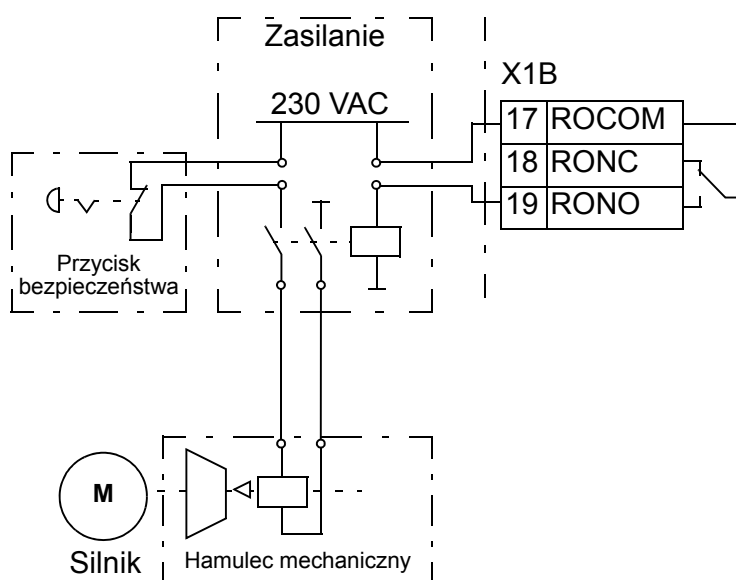 Zasilanie
230 VAC
X1B
17 ROCOM
18 RONC
19 RONO
Przycisk
bezpieczeństwa
M
Silnik
Hamulec mechaniczny